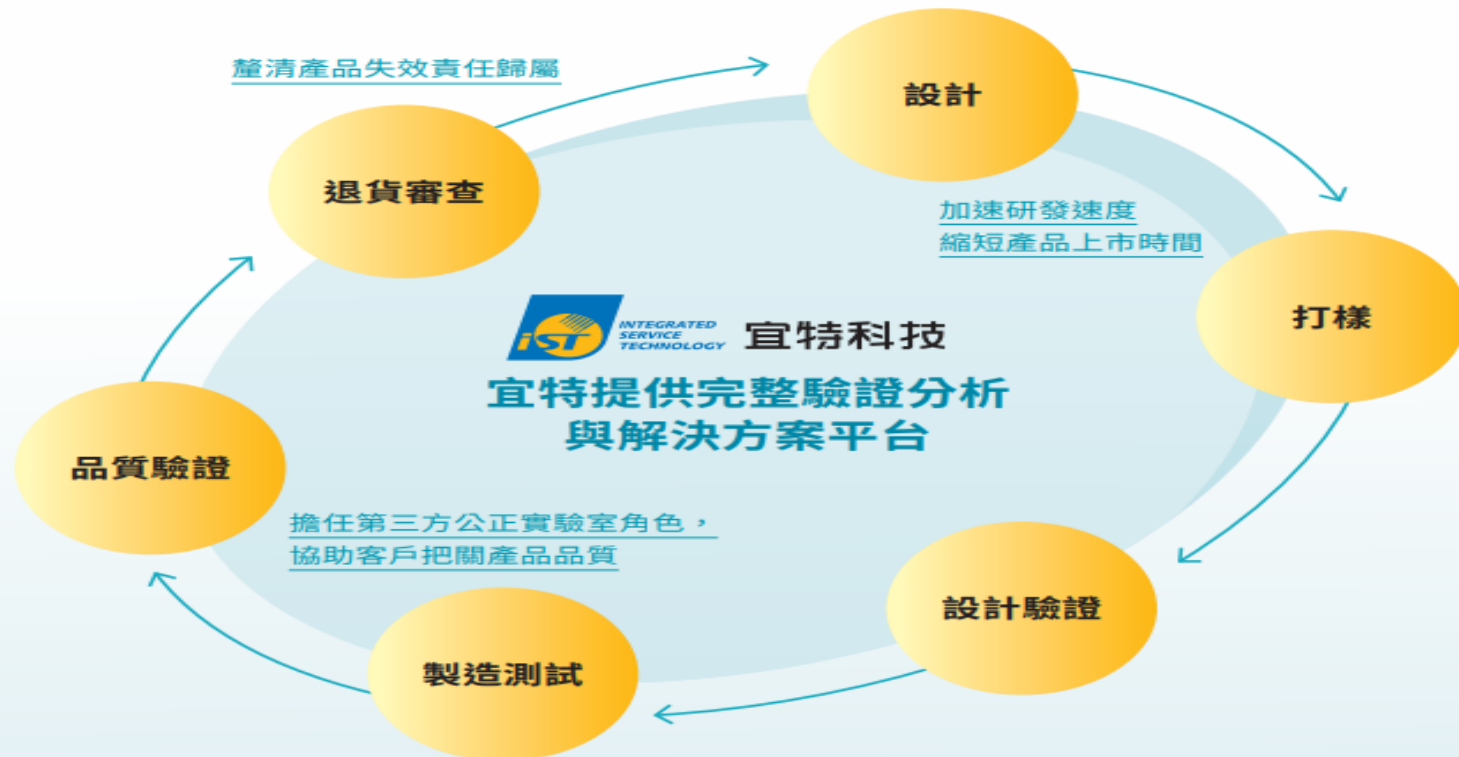 釐清產品失效責任歸屬
設計
退貨審查
加速研發速度
縮短產品上市時間
打樣
iST
INTEGRATED
SERVICE
TECHNOLOGY
宜特科技
宜特提供完整驗證分析
與解決方案平台
品質驗證
擔任第三方公正實驗室角色，
協助客戶把關產品品質
設計驗證
製造測試